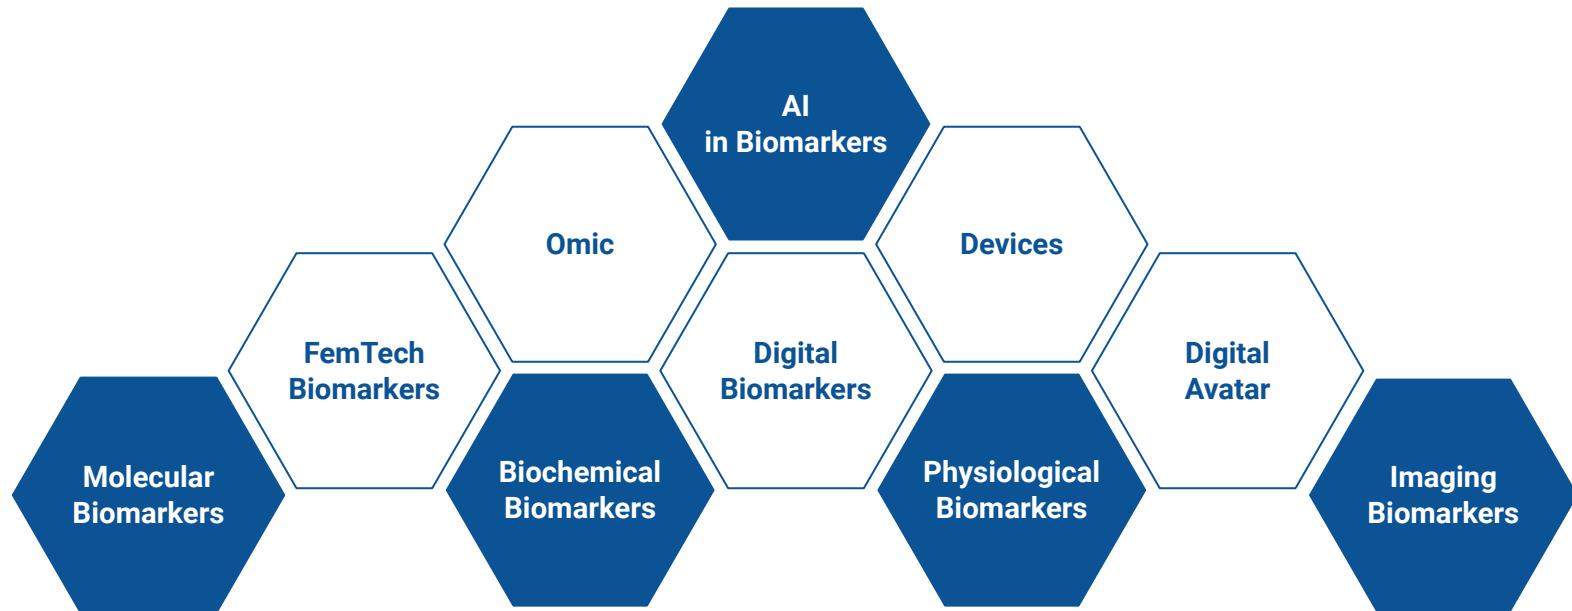 AI
in Biomarkers
Omic
Devices
FemTech
Biomarkers
Digital
Biomarkers
Digital
Avatar
Molecular
Biomarkers
Biochemical
Biomarkers
Physiological
Biomarkers
Imaging
Biomarkers